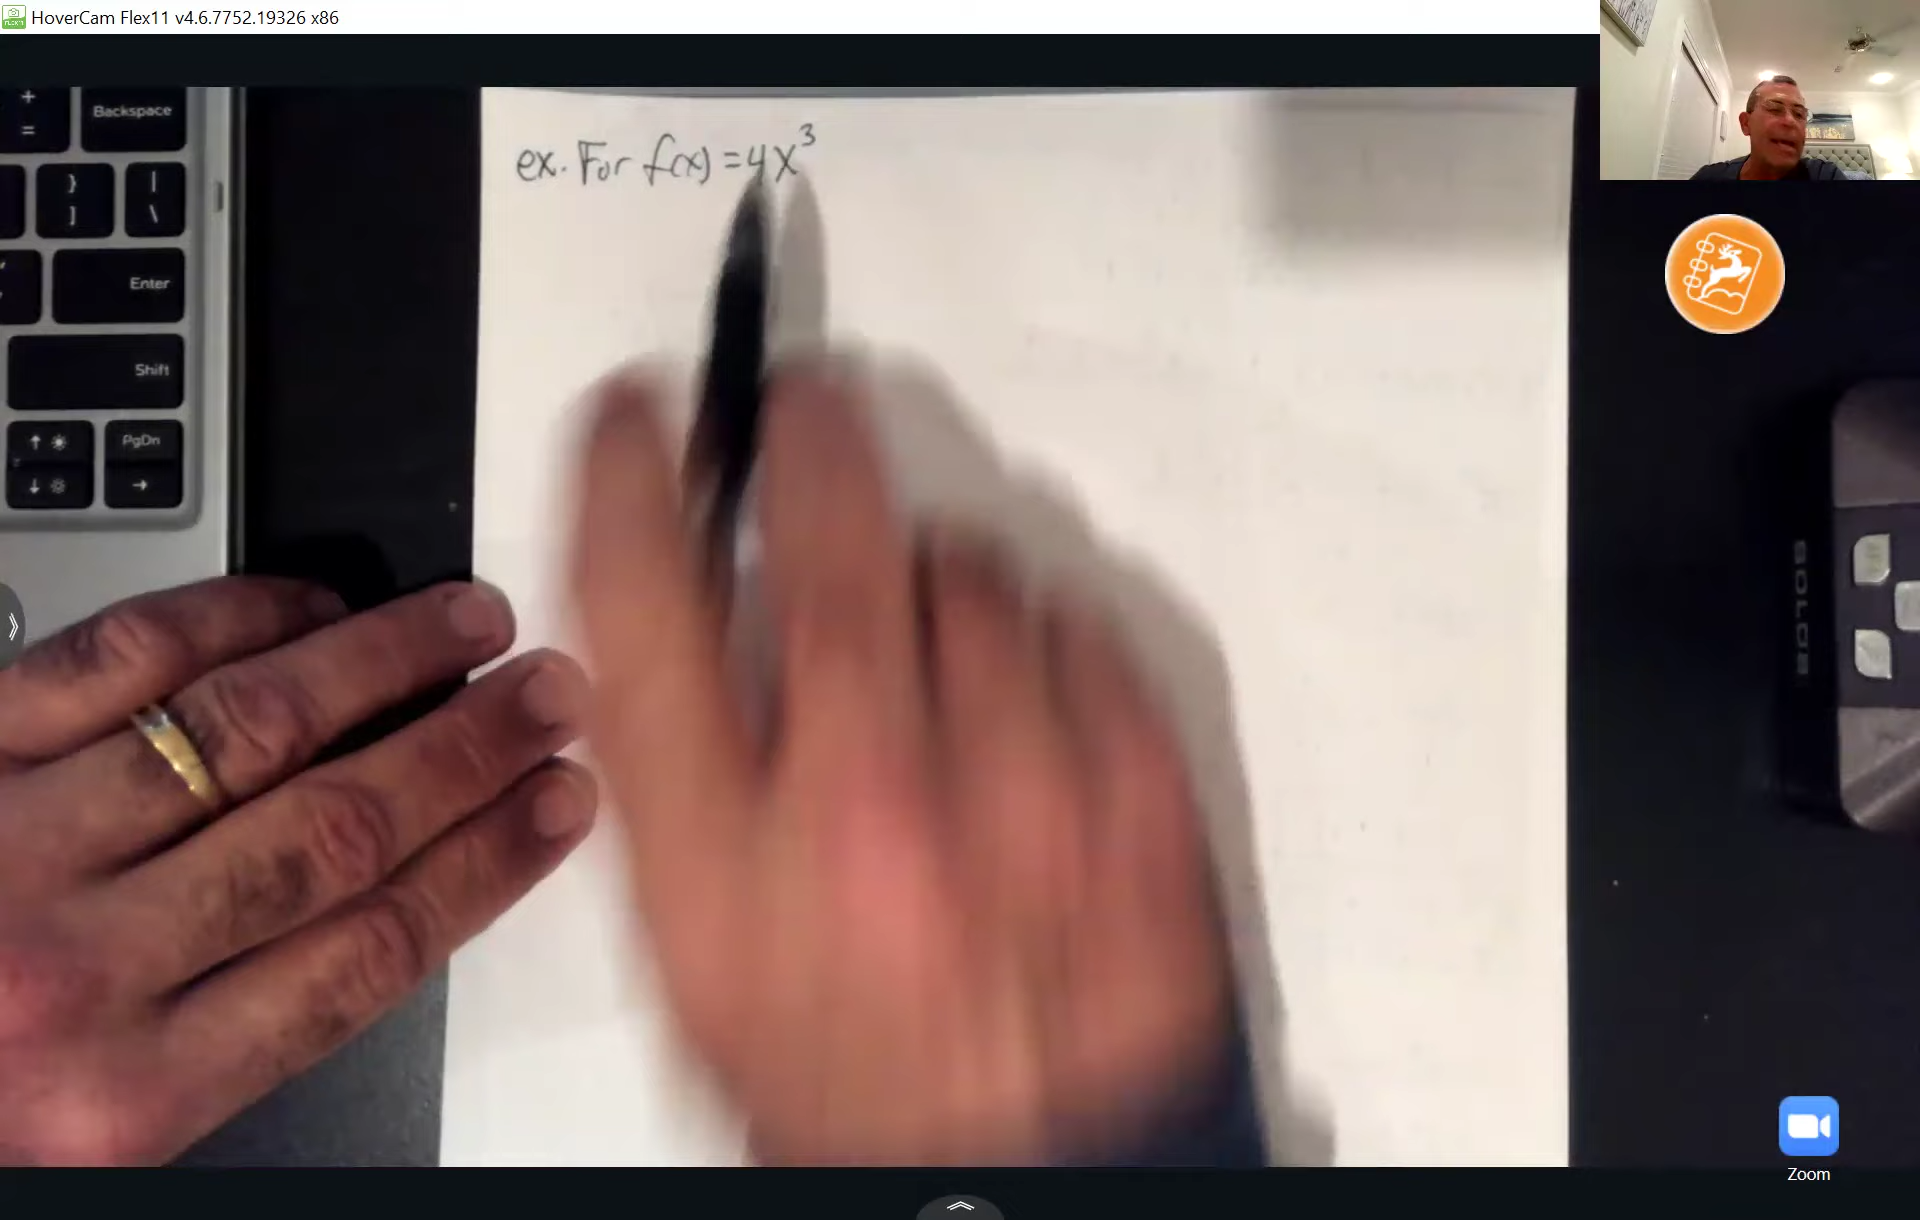 HoverCam Flex11 v4.6.7752.19326 x86
+
=
Backspace
}
]
|
\
Enter
Shift
PgDn
ex. For f(x) = 4x³
Zoom